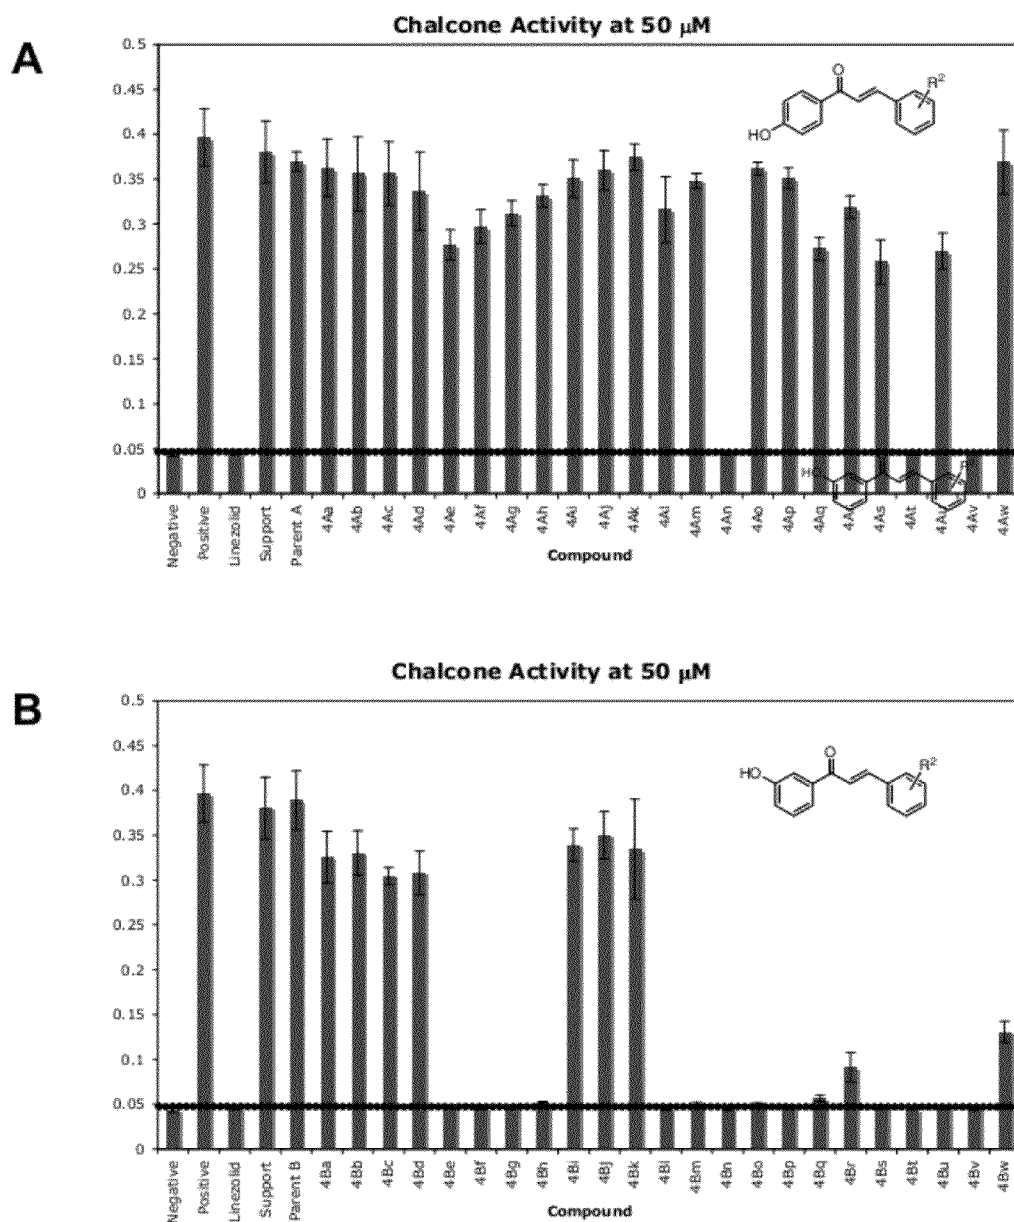 A
Chalcone Activity at 50 μM
0.5
0.45
0.4
0.35
0.3
0.25
0.2
0.15
0.1
0.05
0
O
HO
R²
HO
Negative
Positive
Linezolid
Support
Parent A
4Aa
4Ab
4Ac
4Ad
4Ae
4Af
4Ag
4Ah
4Ai
4Aj
4Ak
4Al
4Am
4An
4Ao
4Ap
4Aq
4As
4At
4Av
4Aw
Compound
B
Chalcone Activity at 50 μM
0.5
0.45
0.4
0.35
0.3
0.25
0.2
0.15
0.1
0.05
0
O
HO
R²
Negative
Positive
Linezolid
Support
Parent B
4Ba
4Bb
4Bc
4Bd
4Be
4Bf
4Bg
4Bh
4Bi
4Bj
4Bk
4Bl
4Bm
4Bn
4Bo
4Bp
4Bq
4Br
4Bs
4Bt
4Bu
4Bv
4Bw
Compound